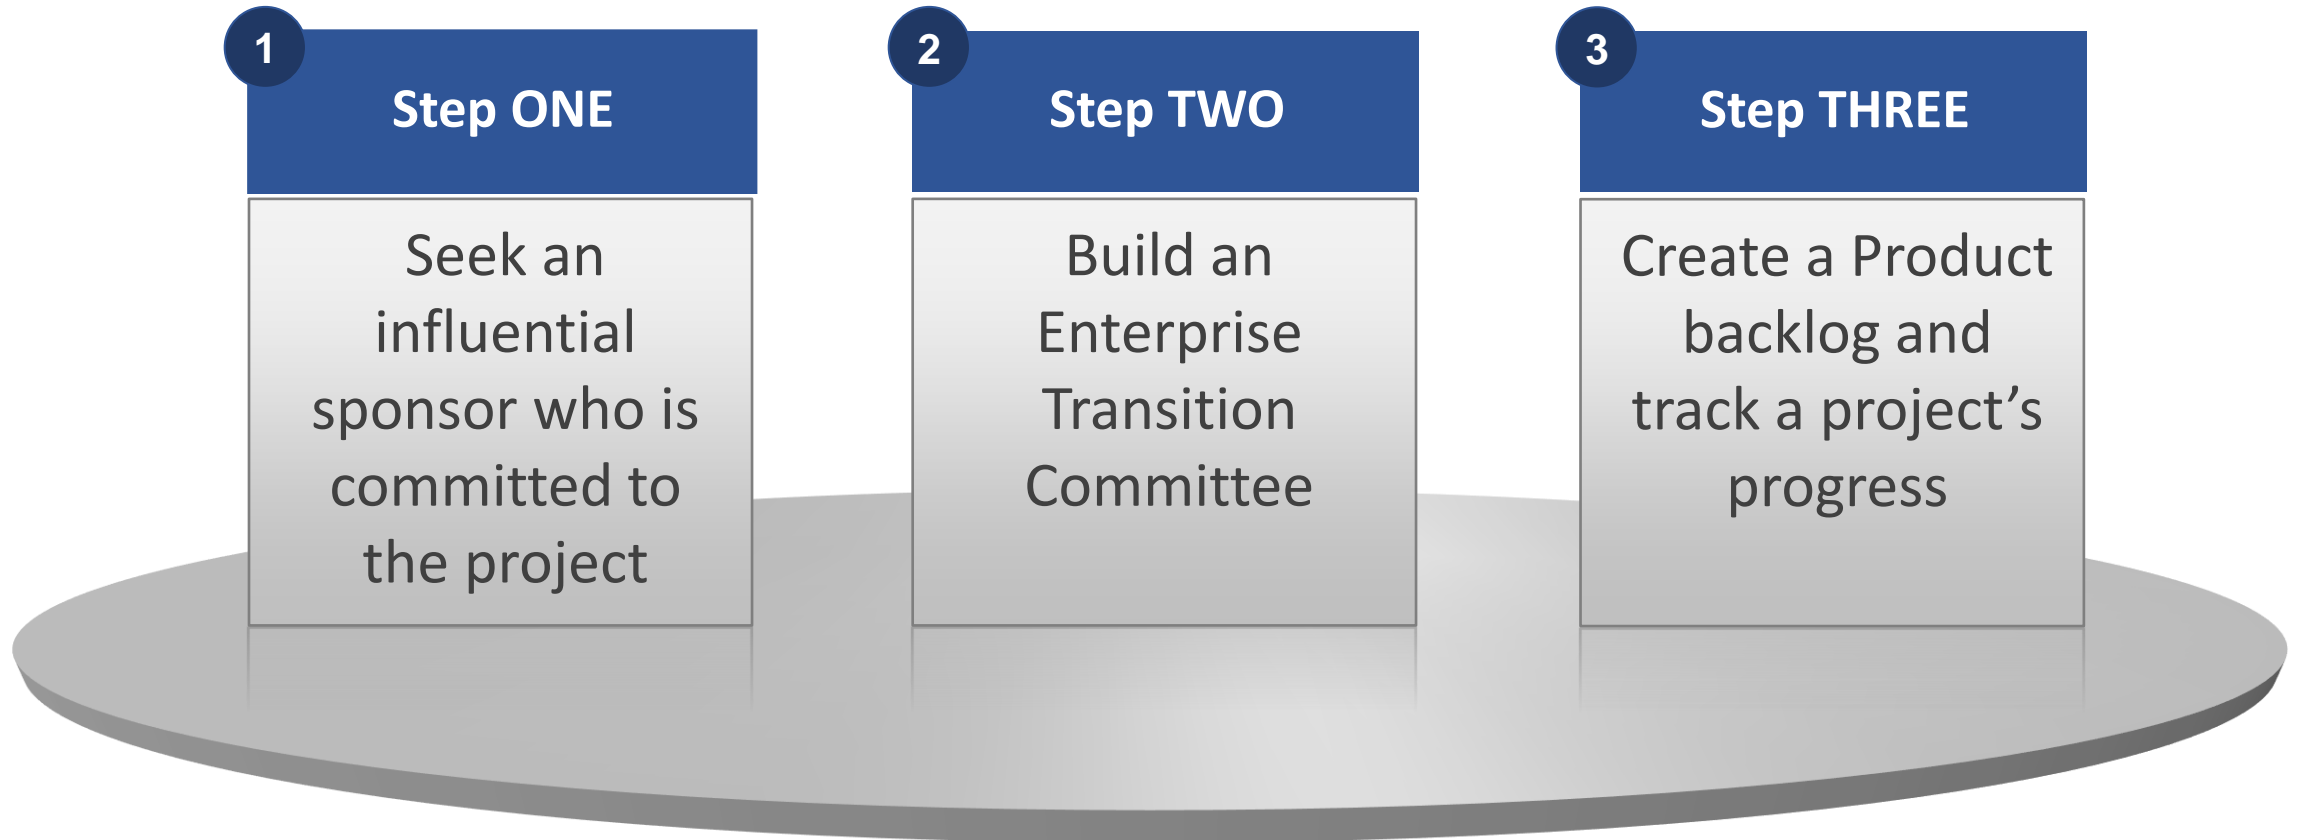 1
Step ONE
Seek an
influential
sponsor who is
committed to
the project
2
Step TWO
Build an
Enterprise
Transition
Committee
3
Step THREE
Create a Product
backlog and
track a project’s
progress